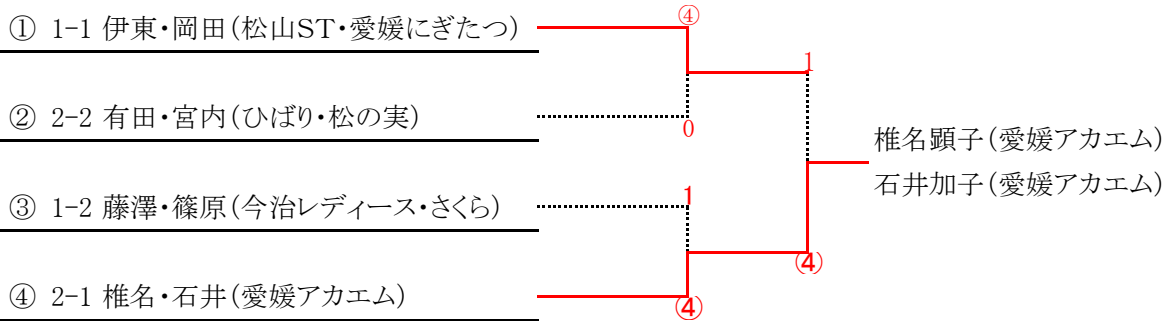 ① 1-1 伊東・岡田(松山ST・愛媛にぎたつ)
④
1
② 2-2 有田・宮内(ひばり・松の実)
0
椎名顕子(愛媛アカエム)
石井加子(愛媛アカエム)
③ 1-2 藤澤・篠原(今治レディース・さくら)
1
④
④ 2-1 椎名・石井(愛媛アカエム)
④